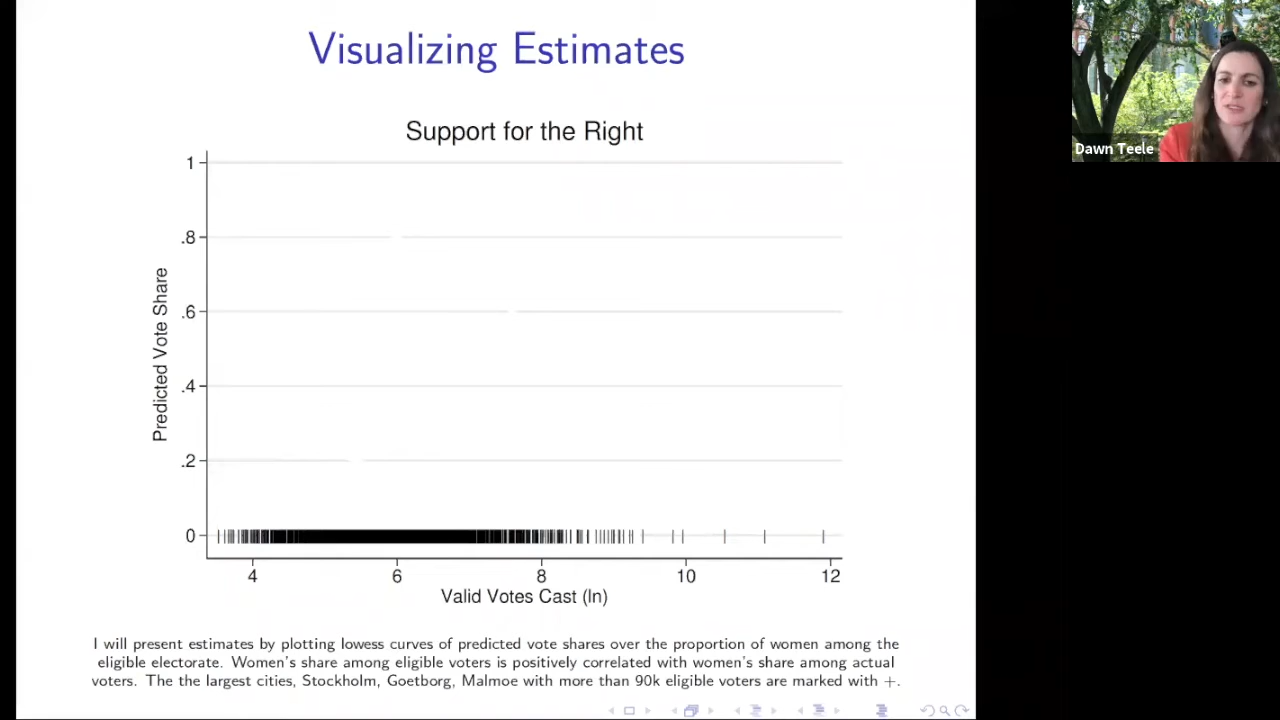 Visualizing Estimates
Support for the Right
1
.8
.6
.4
.2
0
Predicted Vote Share
4 6 8 10 12
Valid Votes Cast (ln)
I will present estimates by plotting lowess curves of predicted vote shares over the proportion of women among the
eligible electorate. Women's share among eligible voters is positively correlated with women's share among actual
voters. The the largest cities, Stockholm, Goetborg, Malmoe with more than 90k eligible voters are marked with +.
Dawn Teele